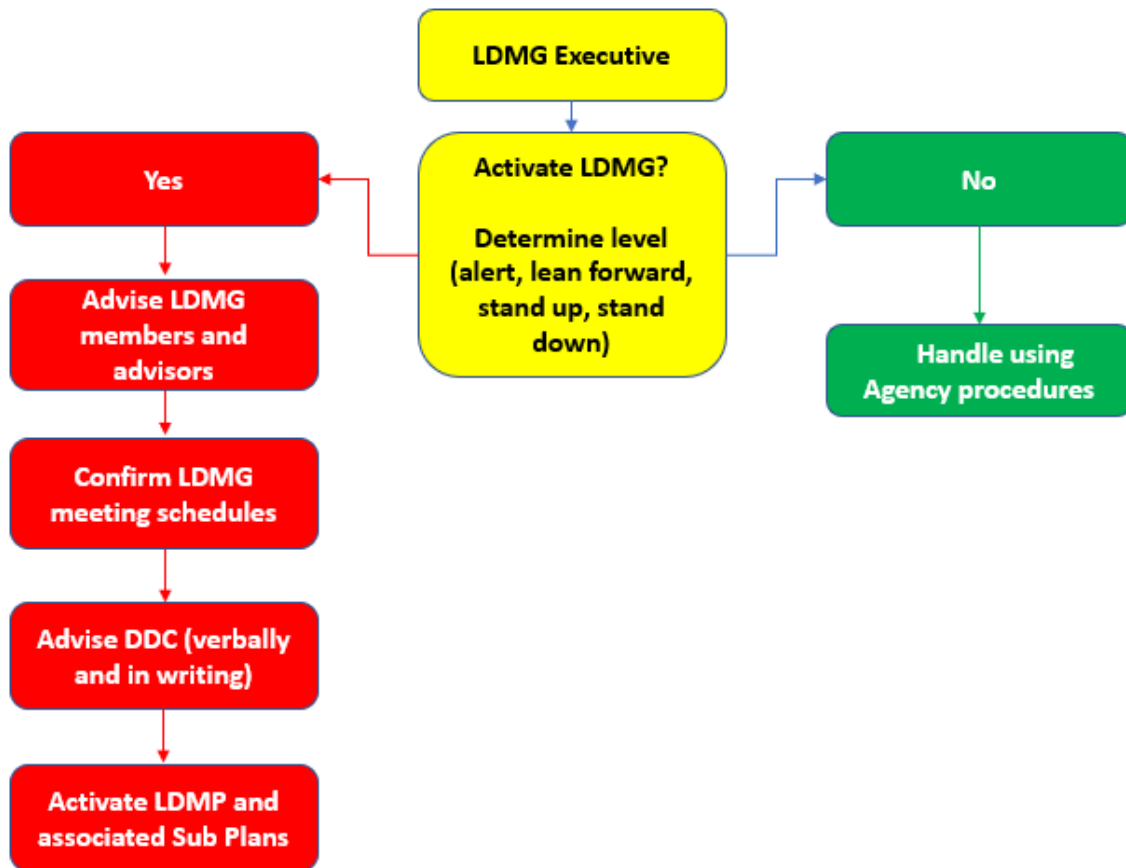 LDMG Executive
Activate LDMG?
Determine level
(alert, lean forward,
stand up, stand
down)
Yes
Advise LDMG
members and
advisors
Confirm LDMG
meeting schedules
Advise DDC (verbally
and in writing)
Activate LDMP and
associated Sub Plans
No
Handle using
Agency procedures